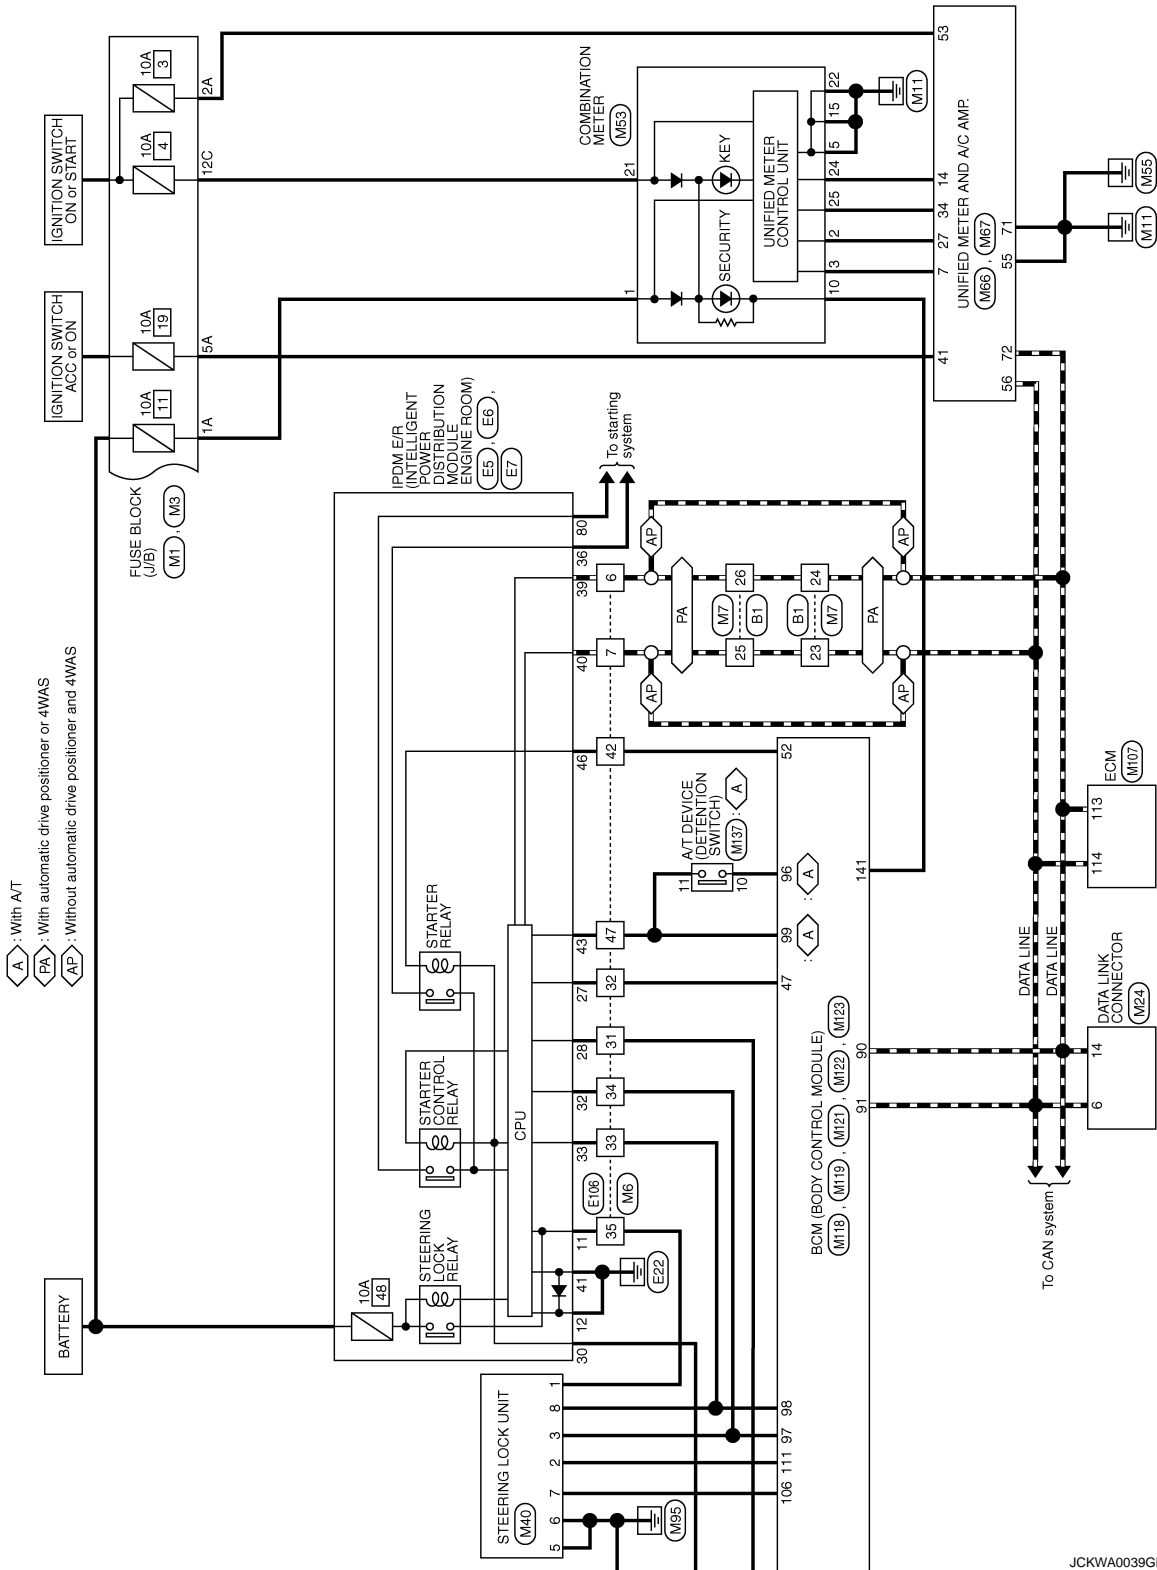 A : With A/T
PA : With automatic drive positioner or 4WAS
AP : Without automatic drive positioner and 4WAS
BATTERY
IGNITION SWITCH
ACC or ON
IGNITION SWITCH
ON or START
FUSE BLOCK
(J/B)
M1 , M3
10A
11
10A
19
10A
4
10A
3
1A
5A
12C
2A
IPDM E/R
(INTELLIGENT
POWER
DISTRIBUTION
MODULE
ENGINE ROOM)
E5 , E6 ,
E7
10A
48
STEERING
LOCK
RELAY
STARTER
CONTROL
RELAY
STARTER
RELAY
CPU
30
12
41
11
33
32
28
27
43
46
40
39
36
80
To starting
system
E22
E106
M6
35
33
34
31
32
47
42
7
6
AP
AP
PA
25
26
M7
B1
23
24
B1
M7
PA
AP
AP
COMBINATION
METER
M53
1
21
SECURITY
KEY
UNIFIED METER
CONTROL UNIT
10
3
2
25
24
5
15
22
M11
STEERING LOCK UNIT
M40
5
6
7
2
3
8
1
M95
A/T DEVICE
(DETENTION
SWITCH)
M137 : A
11
10
106
111
97
98
47
99
: A
96
: A
52
BCM (BODY CONTROL MODULE)
M118 , M119 , M121 , M122 , M123
91
90
141
41
7
27
34
14
53
UNIFIED METER AND A/C AMP.
M66 , M67
56
72
55
71
M11
M55
DATA LINE
DATA LINE
To CAN system
DATA LINK
CONNECTOR
M24
6
14
ECM
M107
114
113
JCKWA0039G